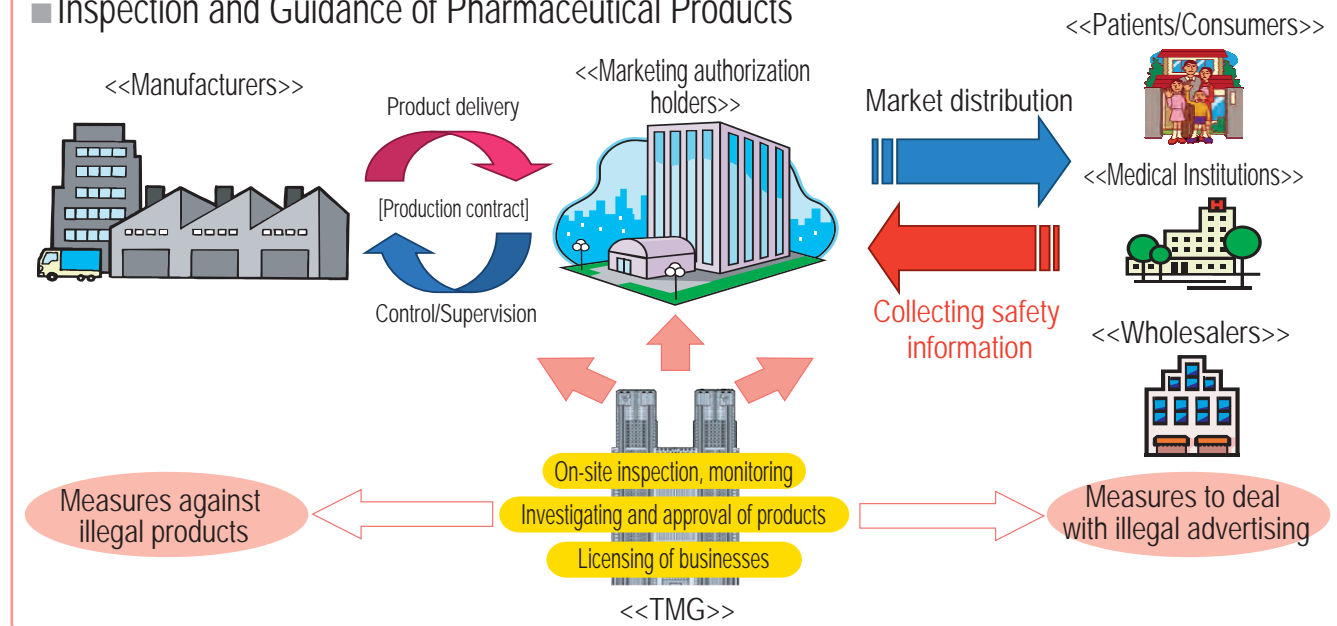 ■Inspection and Guidance of Pharmaceutical Products
<<Patients/Consumers>>
<<Manufacturers>>
<<Marketing authorization
holders>>
Product delivery
Market distribution
<<Medical Institutions>>
H
[Production contract]
Control/Supervision
Collecting safety
information
<<Wholesalers>>
On-site inspection, monitoring
Measures against
illegal products
Investigating and approval of products
Measures to deal
with illegal advertising
Licensing of businesses
<<TMG>>